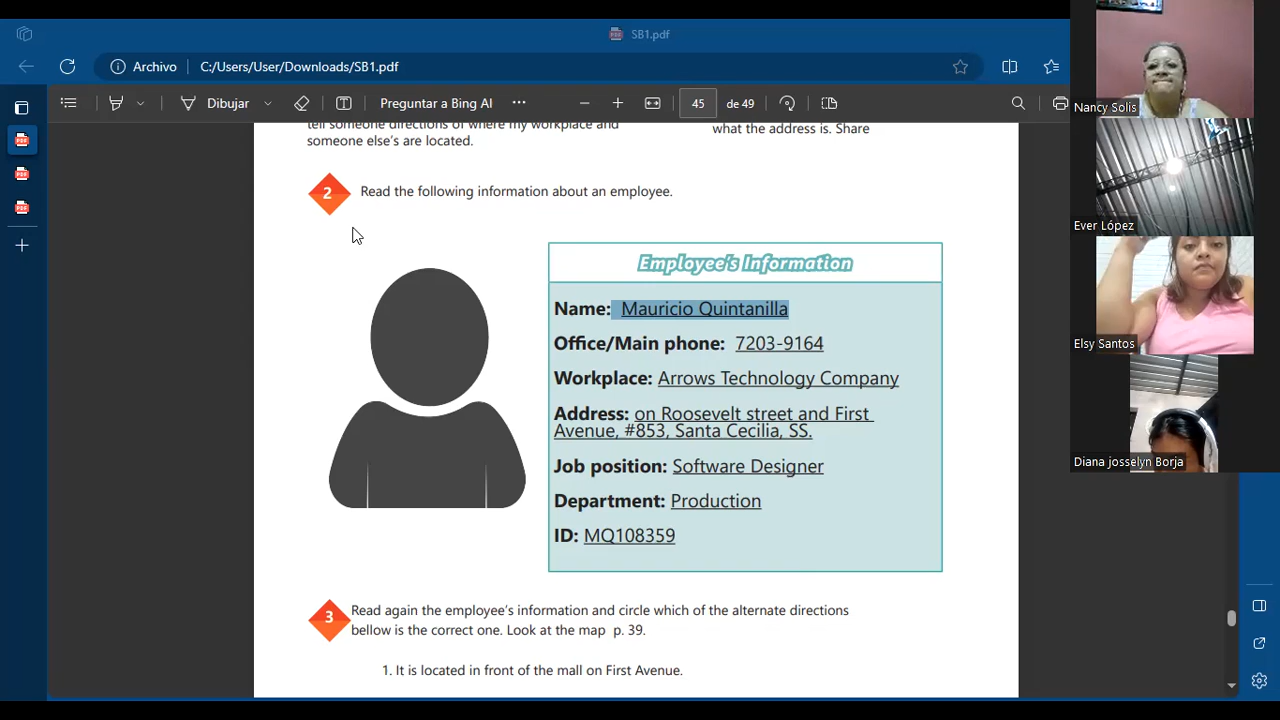 SB1.pdf
Archivo C:/Users/User/Downloads/SB1.pdf
Dibujar Preguntar a Bing AI 45 de 49
tell someone directions of where my workplace and
someone else's are located.
what the address is. Share
2 Read the following information about an employee.
Employee's Information
Name: Mauricio Quintanilla
Office/Main phone: 7203-9164
Workplace: Arrows Technology Company
Address: on Roosevelt street and First
Avenue, #853, Santa Cecilia, SS.
Job position: Software Designer
Department: Production
ID: MQ108359
3 Read again the employee's information and circle which of the alternate directions
bellow is the correct one. Look at the map p. 39.
1. It is located in front of the mall on First Avenue.
Nancy Solis
Ever López
Elsy Santos
Diana josselyn Borja